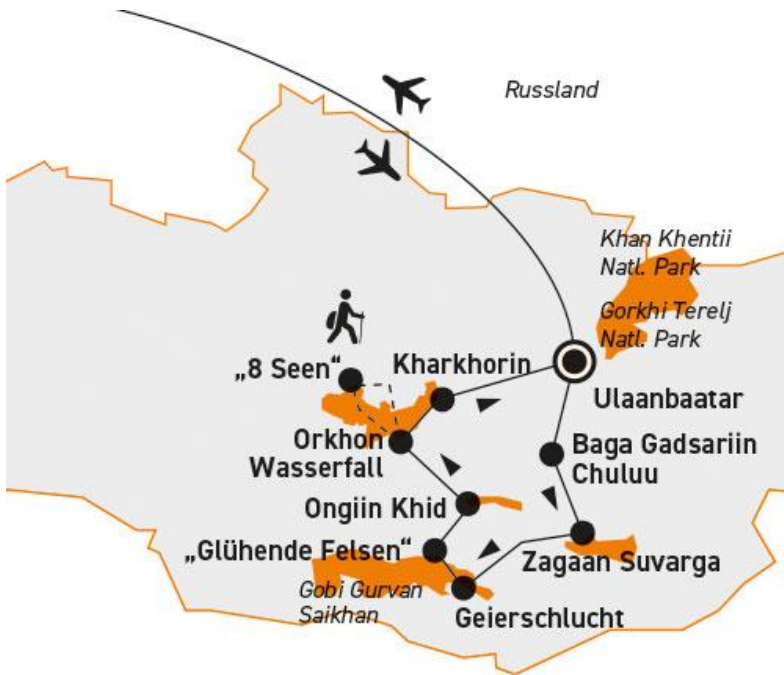 Russland
Khan Khentii
Natl. Park
Gorkhi Terelj
Natl. Park
„8 Seen“
Kharkhorin
Ulaanbaatar
Orkhon
Wasserfall
Baga Gadsariin
Chuluu
Ongiin Khid
„Glühende Felsen“
Zagaan Suvarga
Gobi Gurvan
Saikhan
Geierschlucht